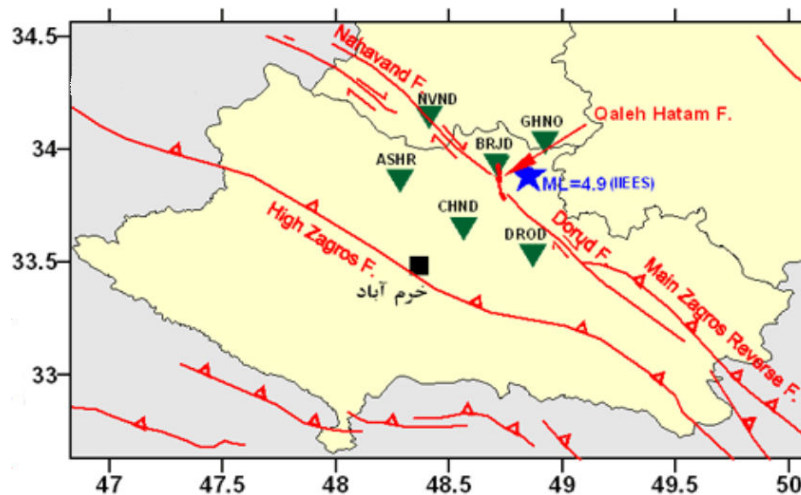 34.5
34
33.5
33
47
47.5
48
48.5
49
49.5
50
Nahavand F.
NVND
GHNO
Qaleh Hatam F.
BRJD
ASHR
ML=4.9 (IIEES)
CHND
High Zagros F.
DROD
Dorud F.
Main Zagros Reverse F.
خرم آباد